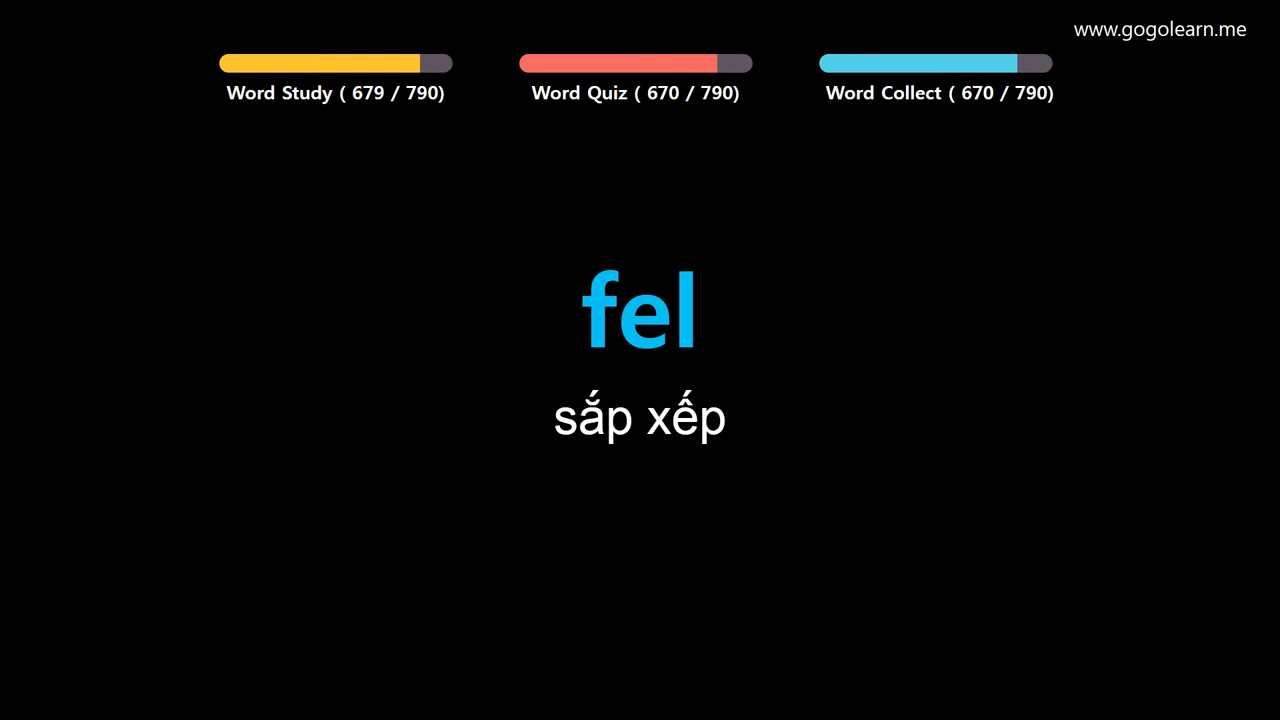 www.gogolearn.me
Word Study ( 679 / 790)
Word Quiz ( 670 / 790)
Word Collect ( 670 / 790)
fel
sắp xếp